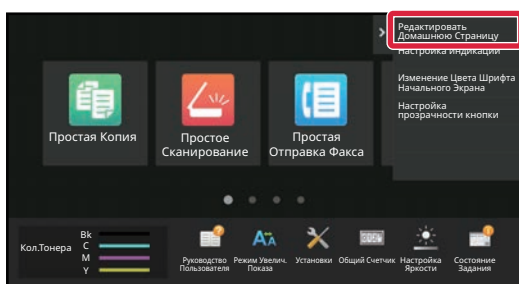 Редактировать
Домашнюю Страницу
Настройка индикации
Изменение Цвета Шрифта
Начального Экрана
Настройка
прозрачности кнопки
Простая Копия
Простое
Сканирование
Простая
Отправка Факса
Кол.Тонера
Bk
C
M
Y
Руководство
Пользователя
Режим Увелич.
Показа
Установки
Общий Счетчик
Настройка
Яркости
Состояние
Задания